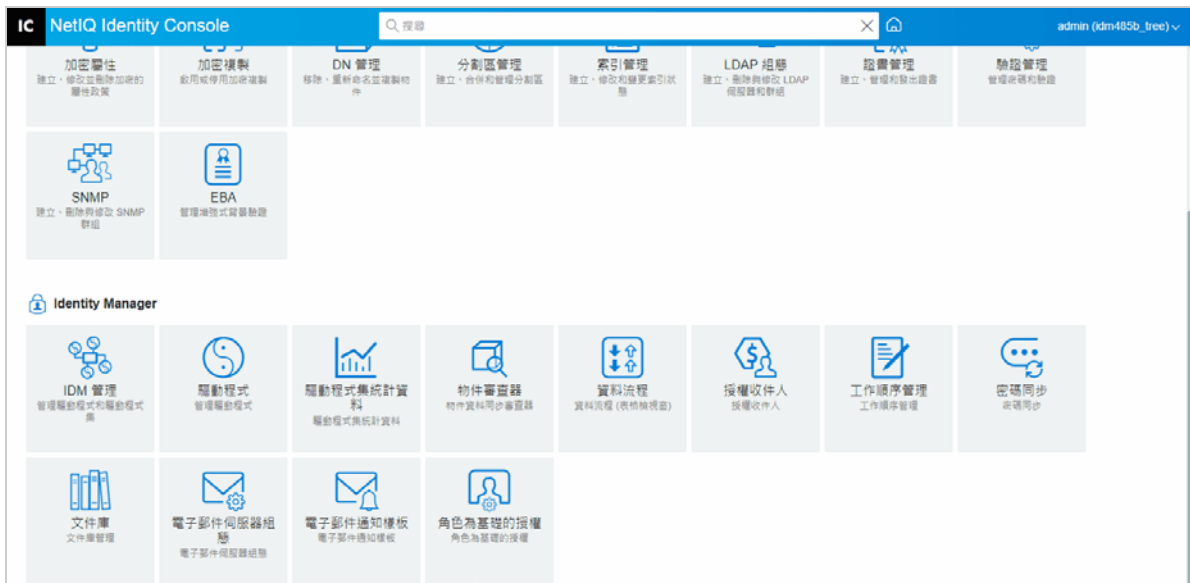 IC NetIQ Identity Console 搜尋 admin (idm485b_tree)
加密屬性 加密複製 DN 管理 分割區管理 索引管理 LDAP 組態 證書管理 驗證管理
建立、修改並刪除加密的 啟用或停用加密複製 移除、重新命名並複製物 建立、合併和管理分割區 建立、修改和變更索引狀 建立、刪除與修改 LDAP 建立、管理和發出證書 管理密碼和驗證
屬性政策 件 態 伺服器和群組
SNMP EBA
建立、刪除與修改 SNMP 管理增強式背景驗證
群組
Identity Manager
IDM 管理 驅動程式 驅動程式集統計資 物件審查器 資料流程 授權收件人 工作順序管理 密碼同步
管理驅動程式和驅動程式 管理驅動程式 料 物件資料同步審查器 資料流程 (表格檢視窗) 授權收件人 工作順序管理 密碼同步
集 驅動程式集統計資料
文件庫 電子郵件伺服器組 電子郵件通知樣板 角色為基礎的授權
文件庫管理 態 電子郵件通知樣板 角色為基礎的授權
電子郵件伺服器組態